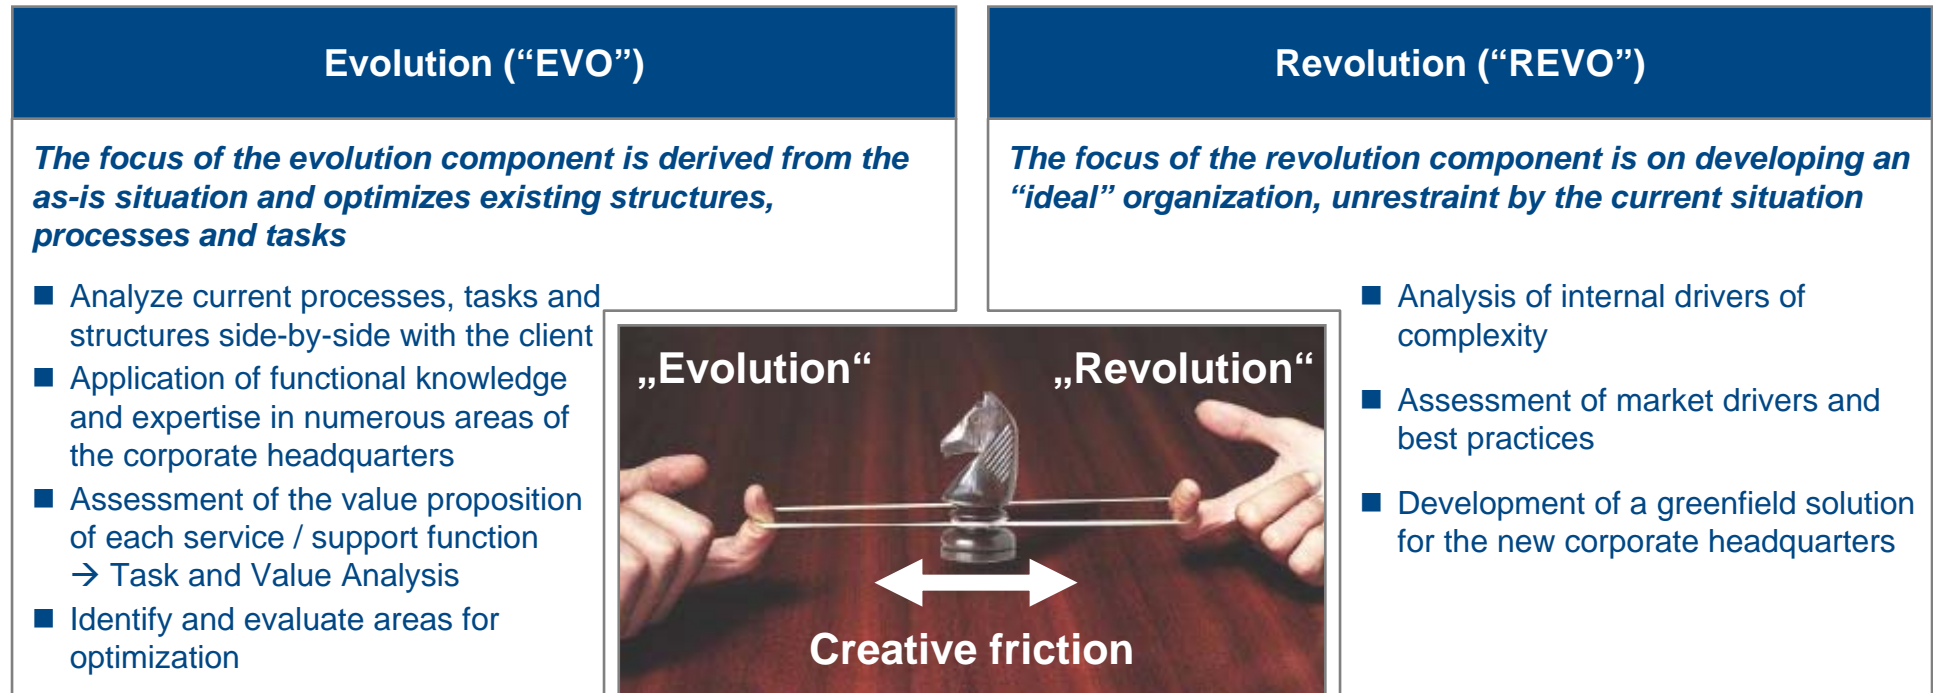 Evolution (“EVO”)
The focus of the evolution component is derived from the
as-is situation and optimizes existing structures,
processes and tasks
■ Analyze current processes, tasks and
structures side-by-side with the client
■ Application of functional knowledge
and expertise in numerous areas of
the corporate headquarters
■ Assessment of the value proposition
of each service / support function
→ Task and Value Analysis
■ Identify and evaluate areas for
optimization
„Evolution“
„Revolution“
Creative friction
Revolution (“REVO”)
The focus of the revolution component is on developing an
“ideal” organization, unrestraint by the current situation
■ Analysis of internal drivers of
complexity
■ Assessment of market drivers and
best practices
■ Development of a greenfield solution
for the new corporate headquarters